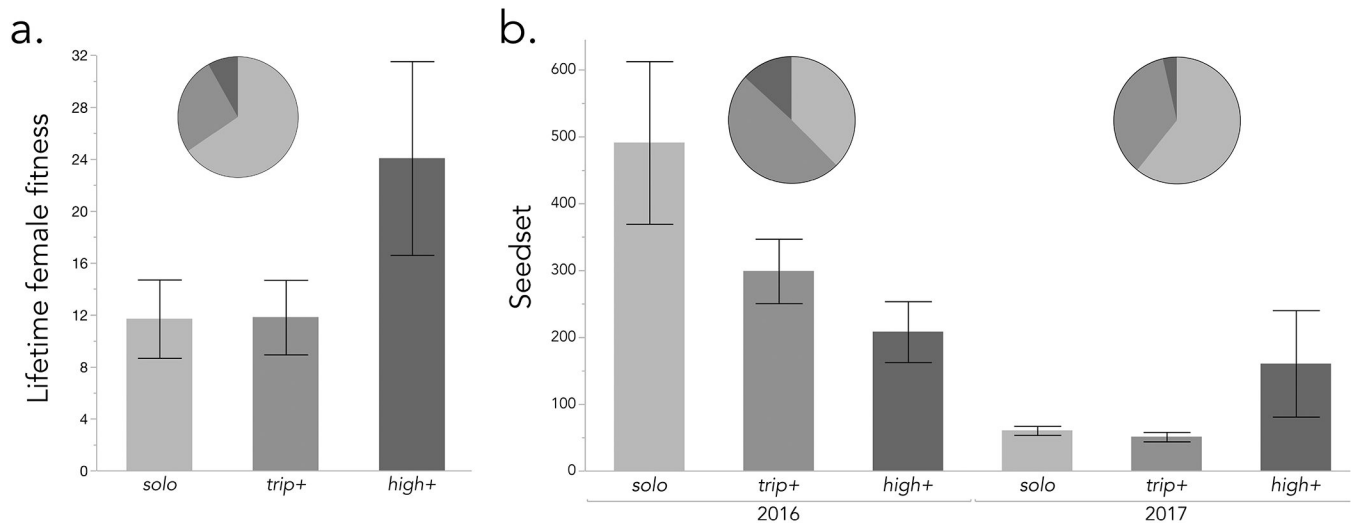 a.
Lifetime female fitness
32
28
24
20
16
12
8
4
0
solo trip+ high+
b.
Seedset
600
500
400
300
200
100
0
solo trip+ high+ solo trip+ high+
2016 2017